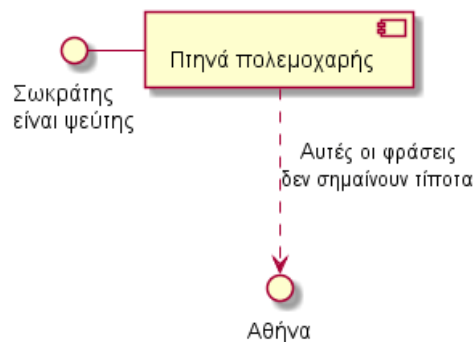 Πτηνά πολεμοχαρής
Σωκράτης
είναι ψεύτης
Αυτές οι φράσεις
δεν σημαίνουν τίποτα
Αθήνα